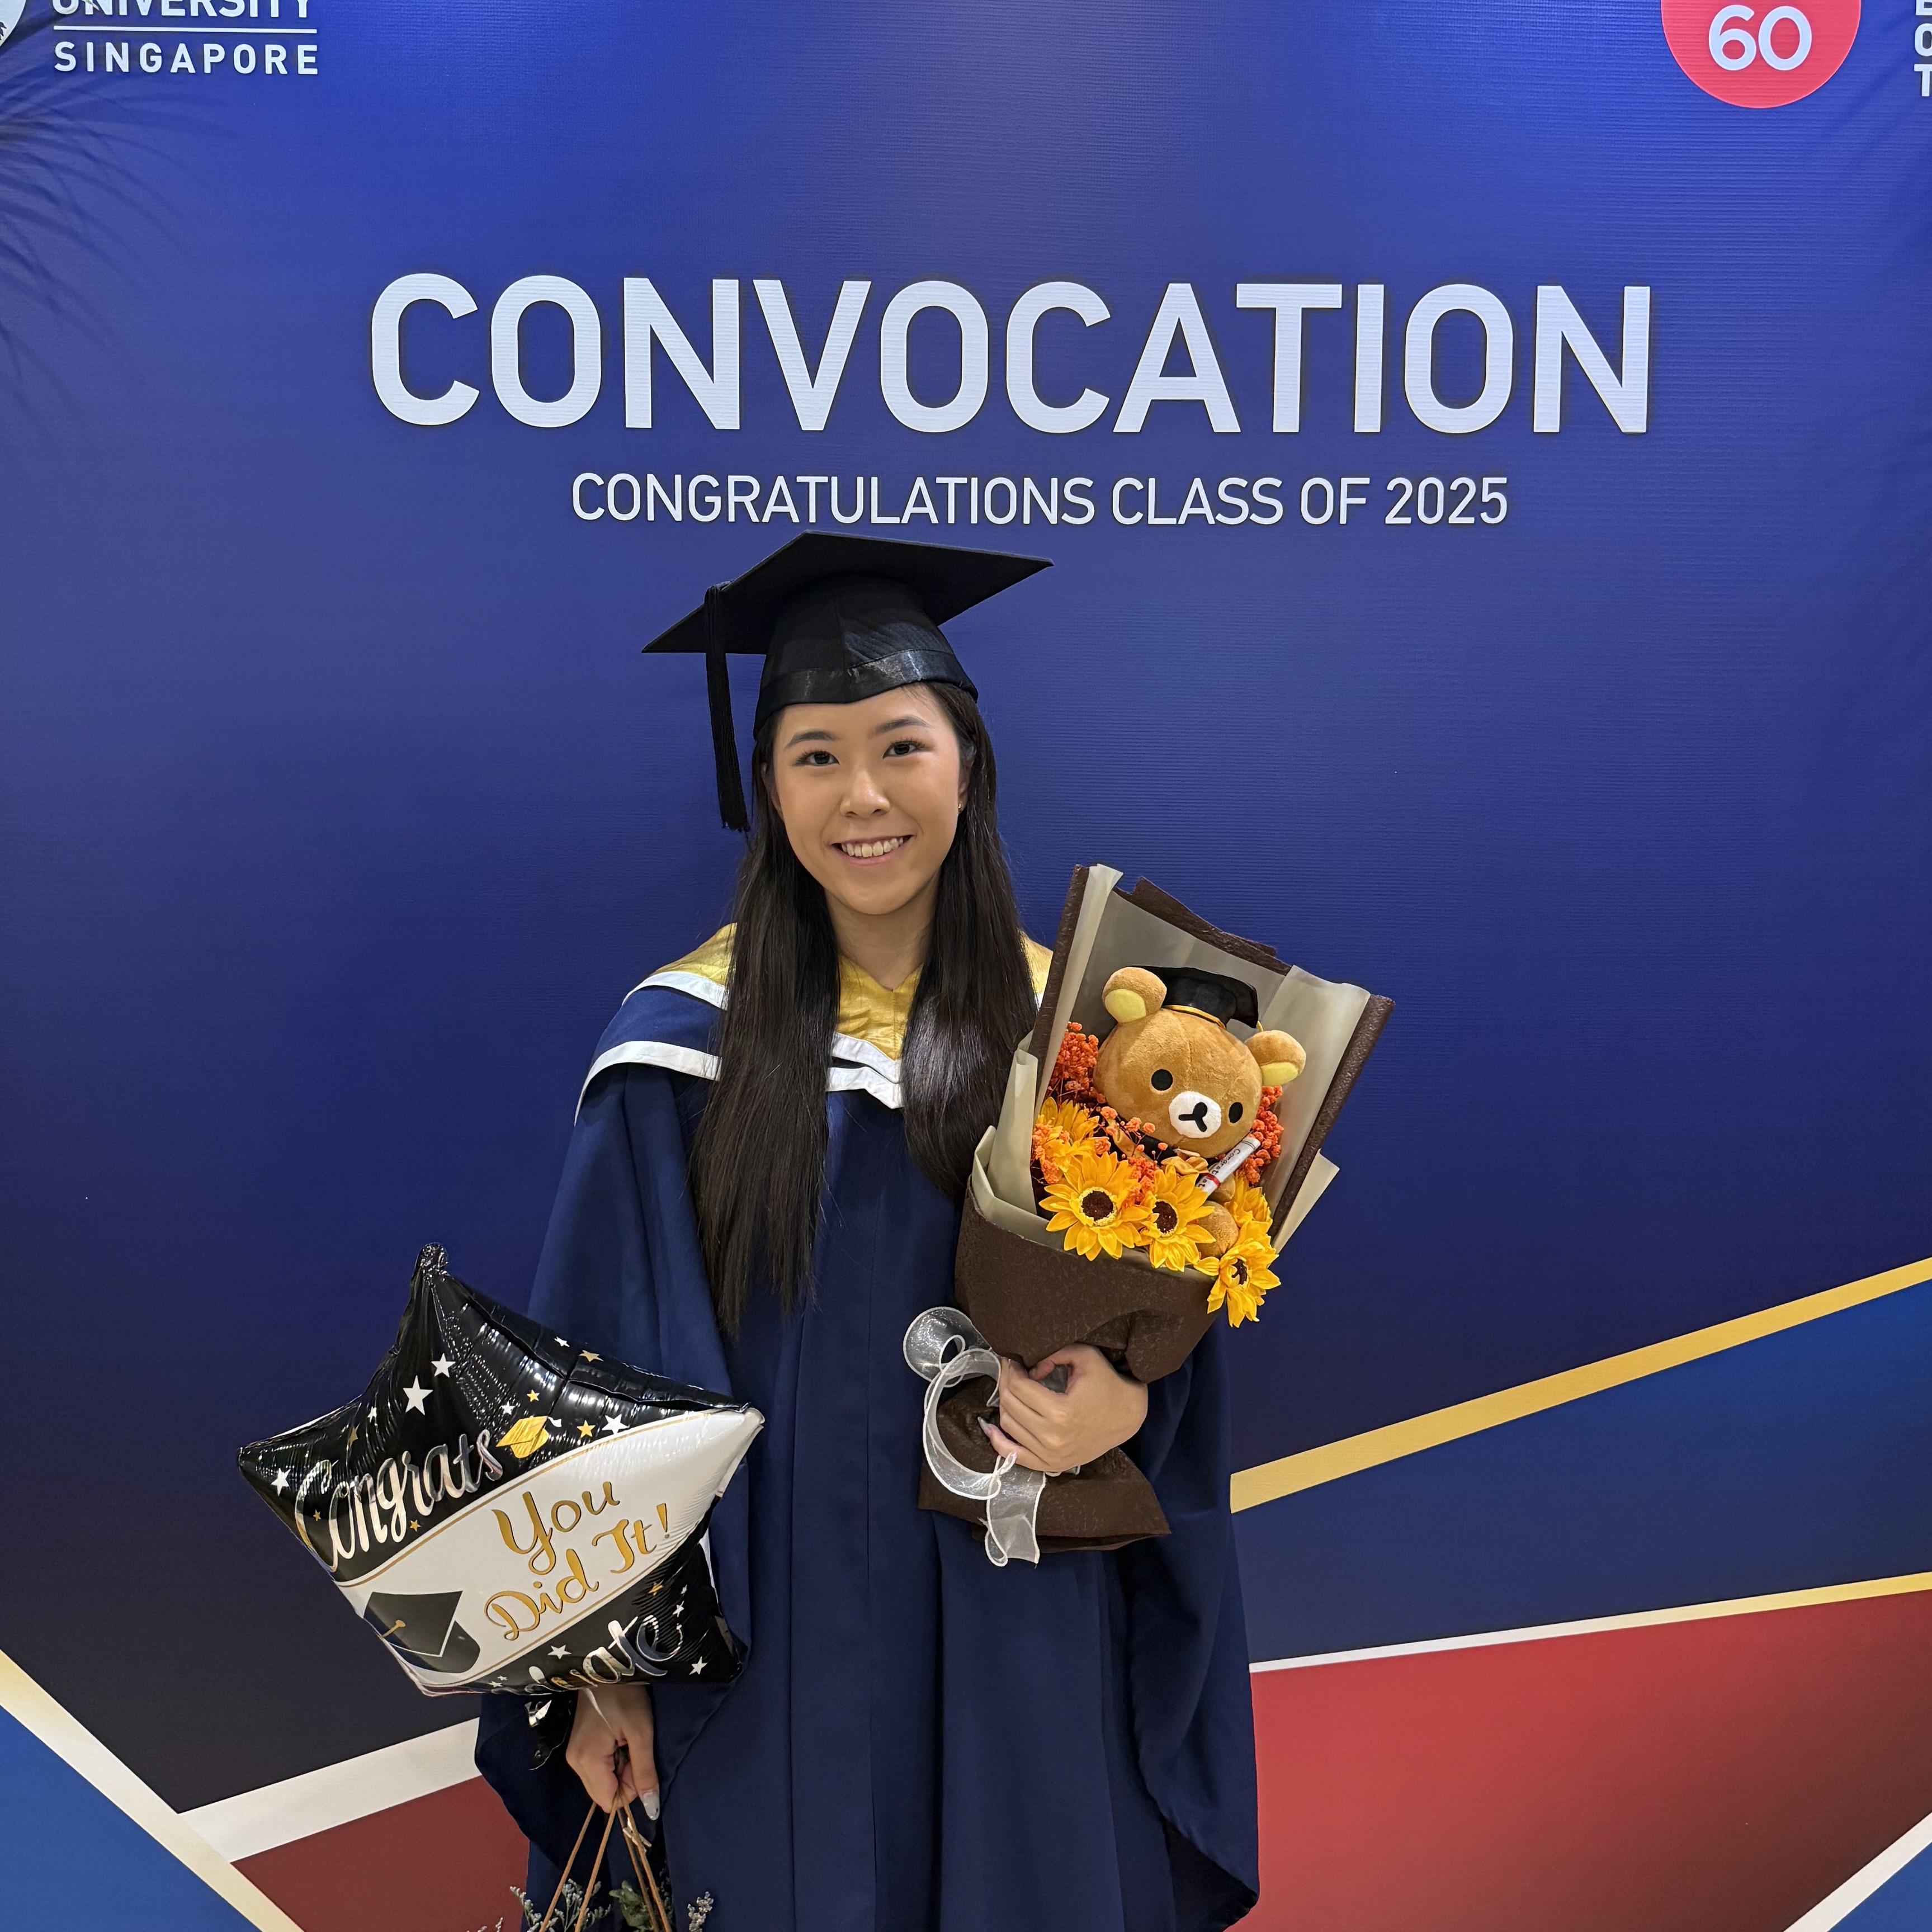 UNIVERSITY
SINGAPORE
60
CONVOCATION
CONGRATULATIONS CLASS OF 2025
Congrats
You
Did It!